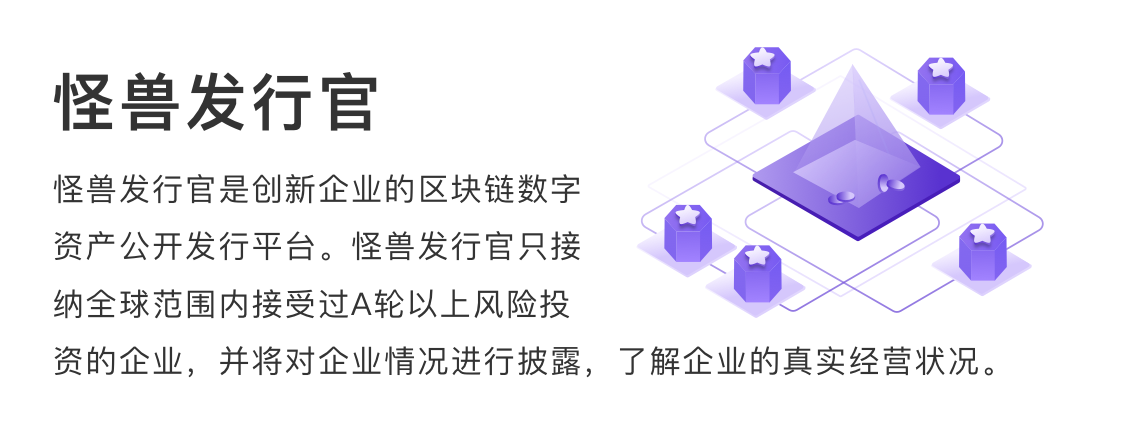 怪兽发行官
怪兽发行官是创新企业的区块链数字
资产公开发行平台。怪兽发行官只接
纳全球范围内接受过A轮以上风险投
资的企业，并将对企业情况进行披露，了解企业的真实经营状况。